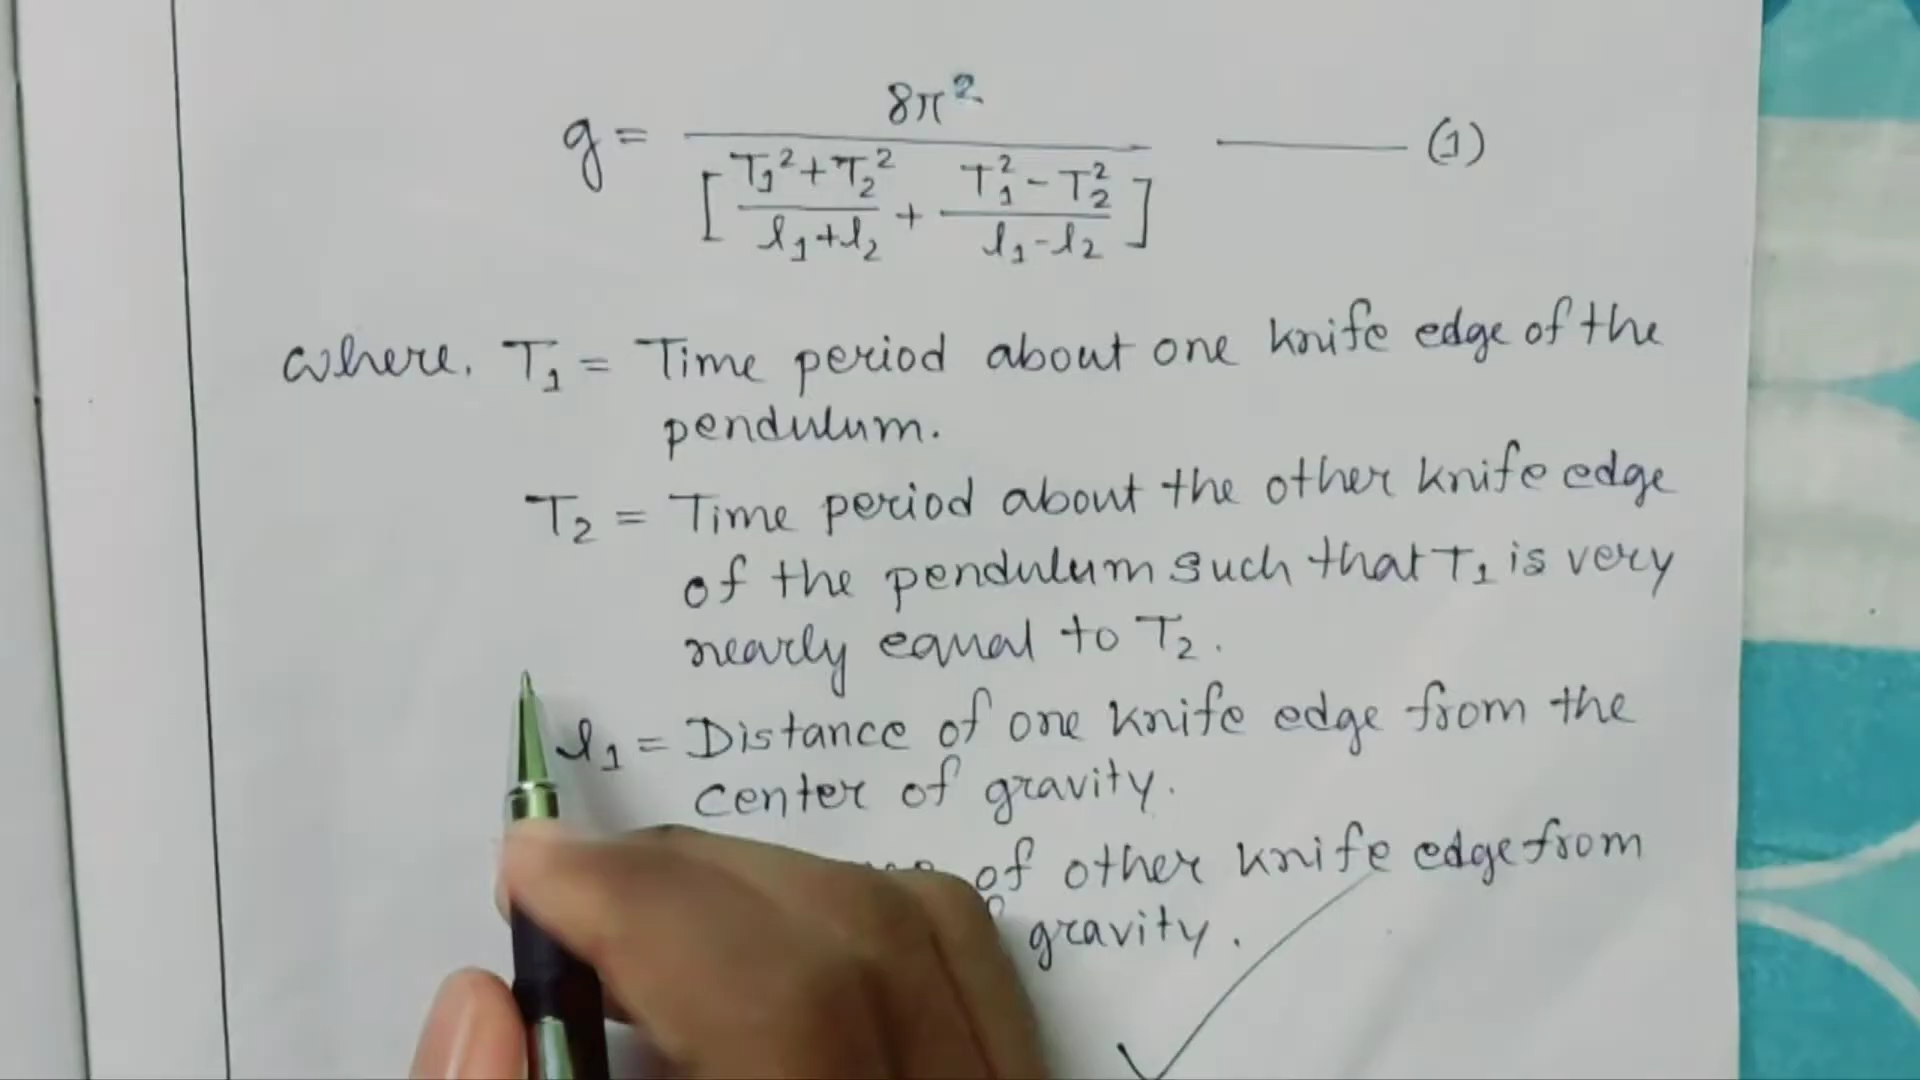 g = 8π² / [ (T₁²+T₂²)/(l₁+l₂) + (T₁²-T₂²)/(l₁-l₂) ] —— (1)
where, T₁ = Time period about one knife edge of the
pendulum.
T₂ = Time period about the other knife edge
of the pendulum such that T₁ is very
nearly equal to T₂.
l₁ = Distance of one knife edge from the
center of gravity.
of other knife edge from
gravity.